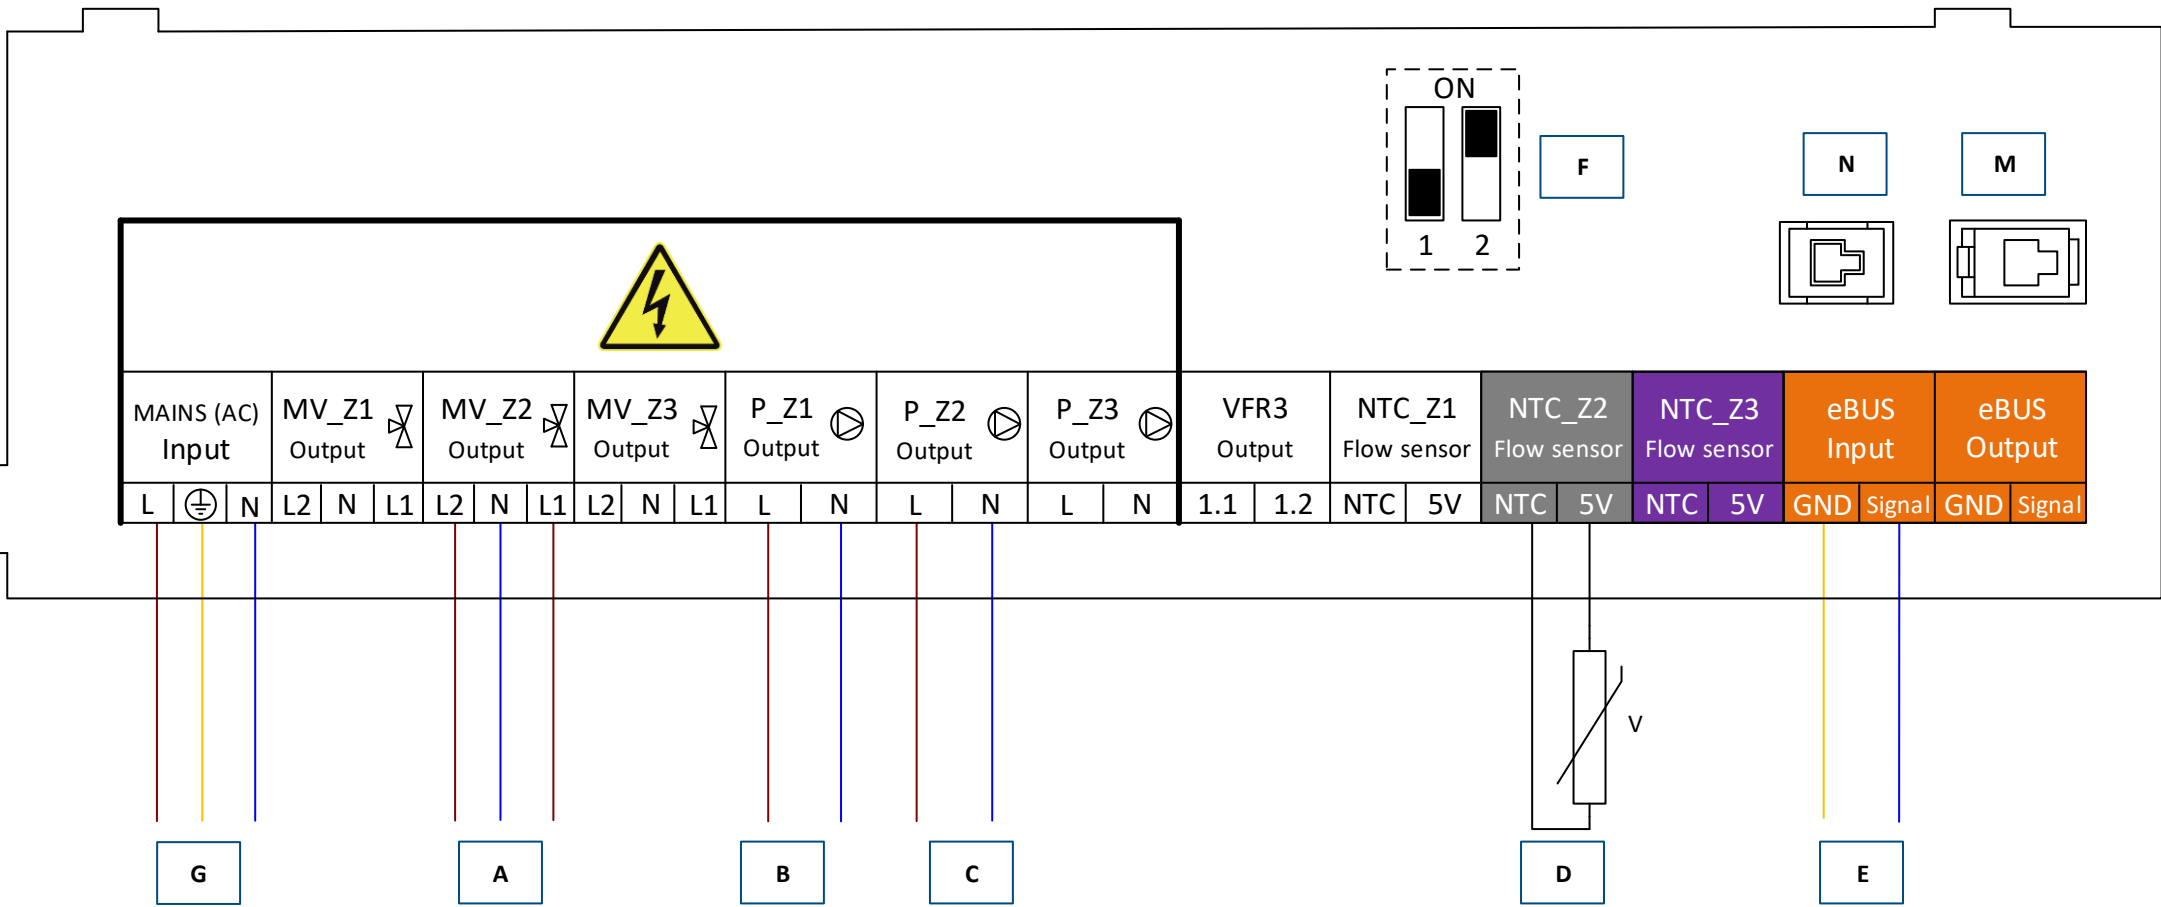 ON
1 2
F
N
M
MAINS (AC)
Input
MV_Z1
Output
MV_Z2
Output
MV_Z3
Output
P_Z1
Output
P_Z2
Output
P_Z3
Output
VFR3
Output
NTC_Z1
Flow sensor
NTC_Z2
Flow sensor
NTC_Z3
Flow sensor
eBUS
Input
eBUS
Output
L N L2 N L1 L2 N L1 L2 N L1 L N L N L N 1.1 1.2 NTC 5V NTC 5V NTC 5V GND Signal GND Signal
V
G
A
B
C
D
E